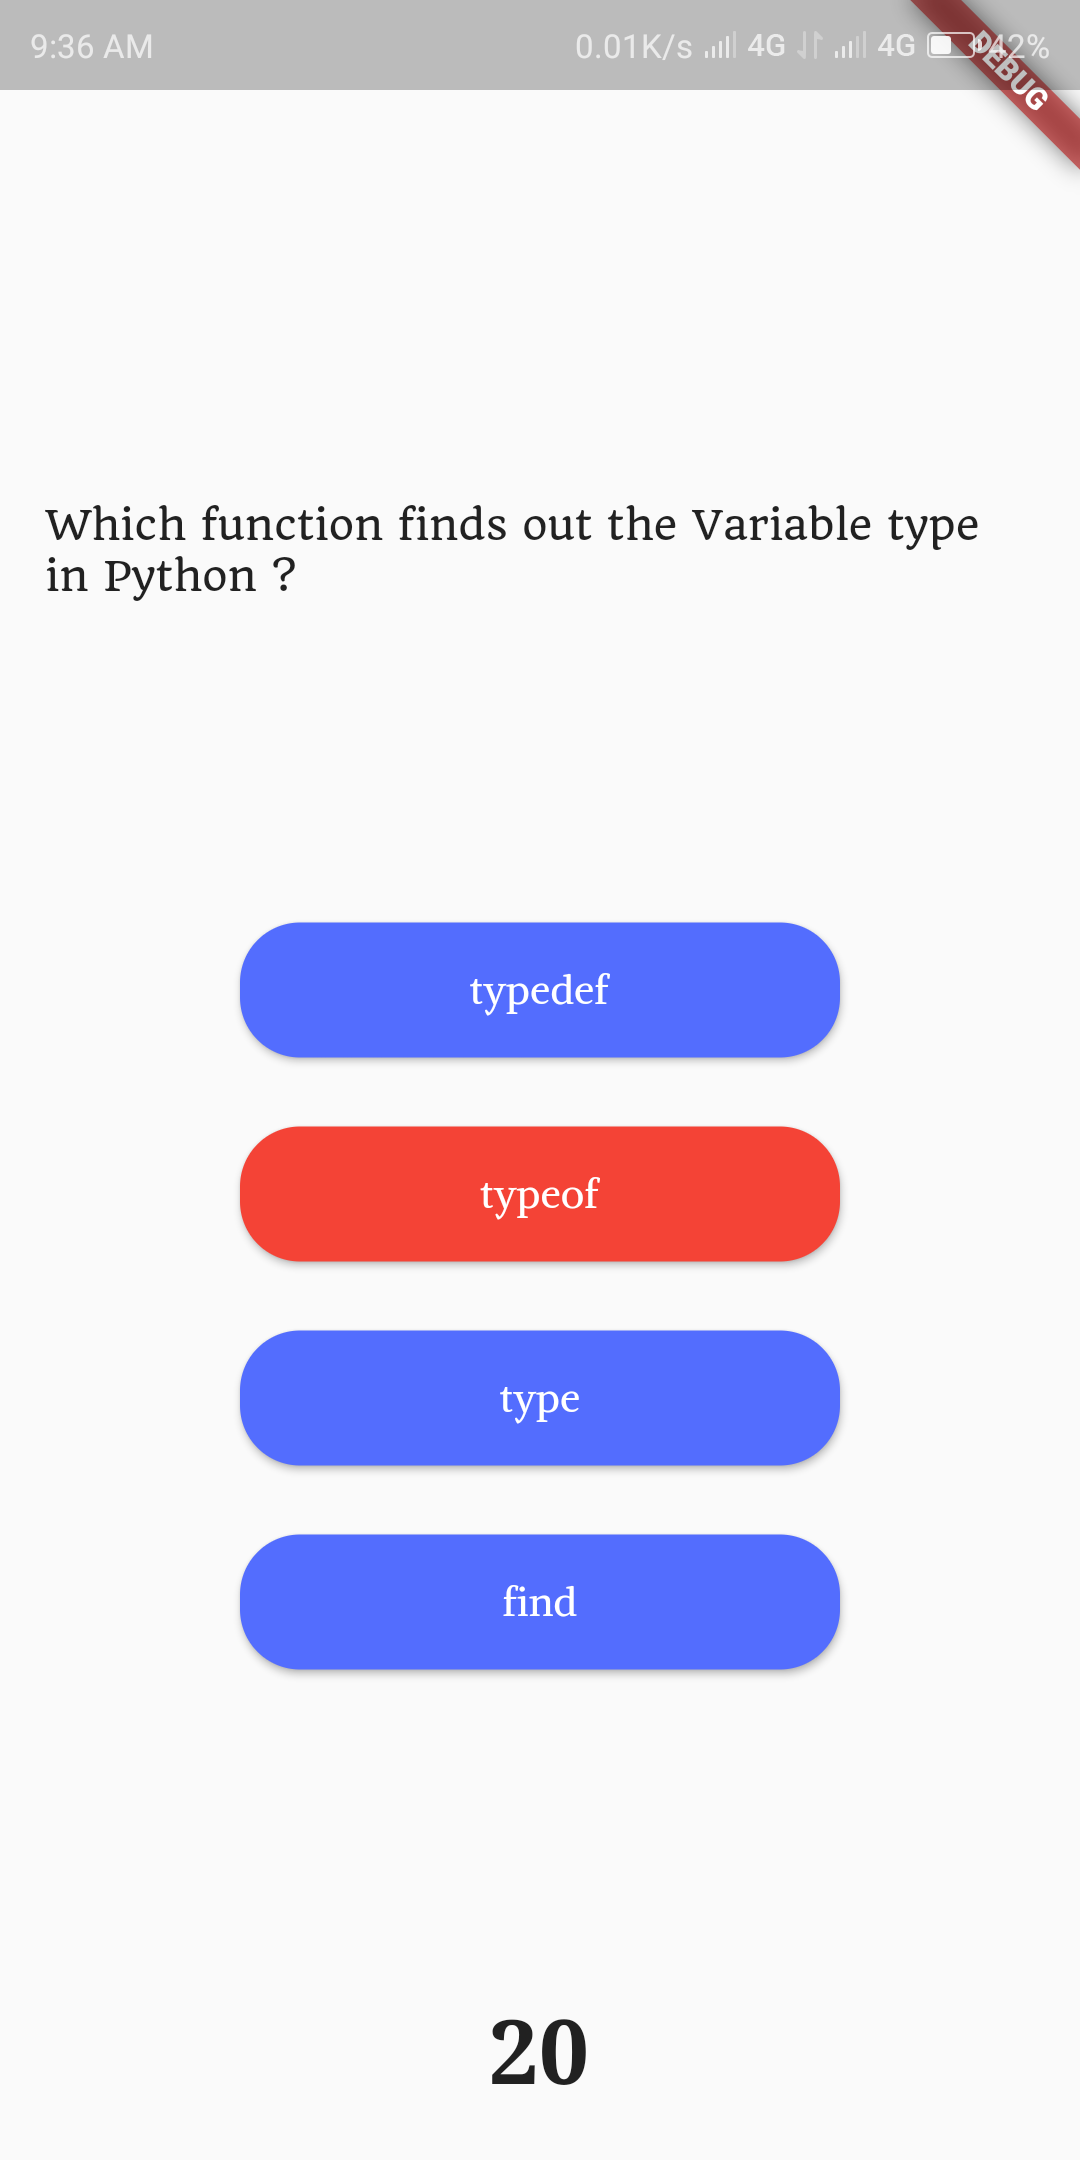 9:36 AM 0.01K/s 4G 4G 42%
DEBUG
Which function finds out the Variable type
in Python ?
typedef
typeof
type
find
20